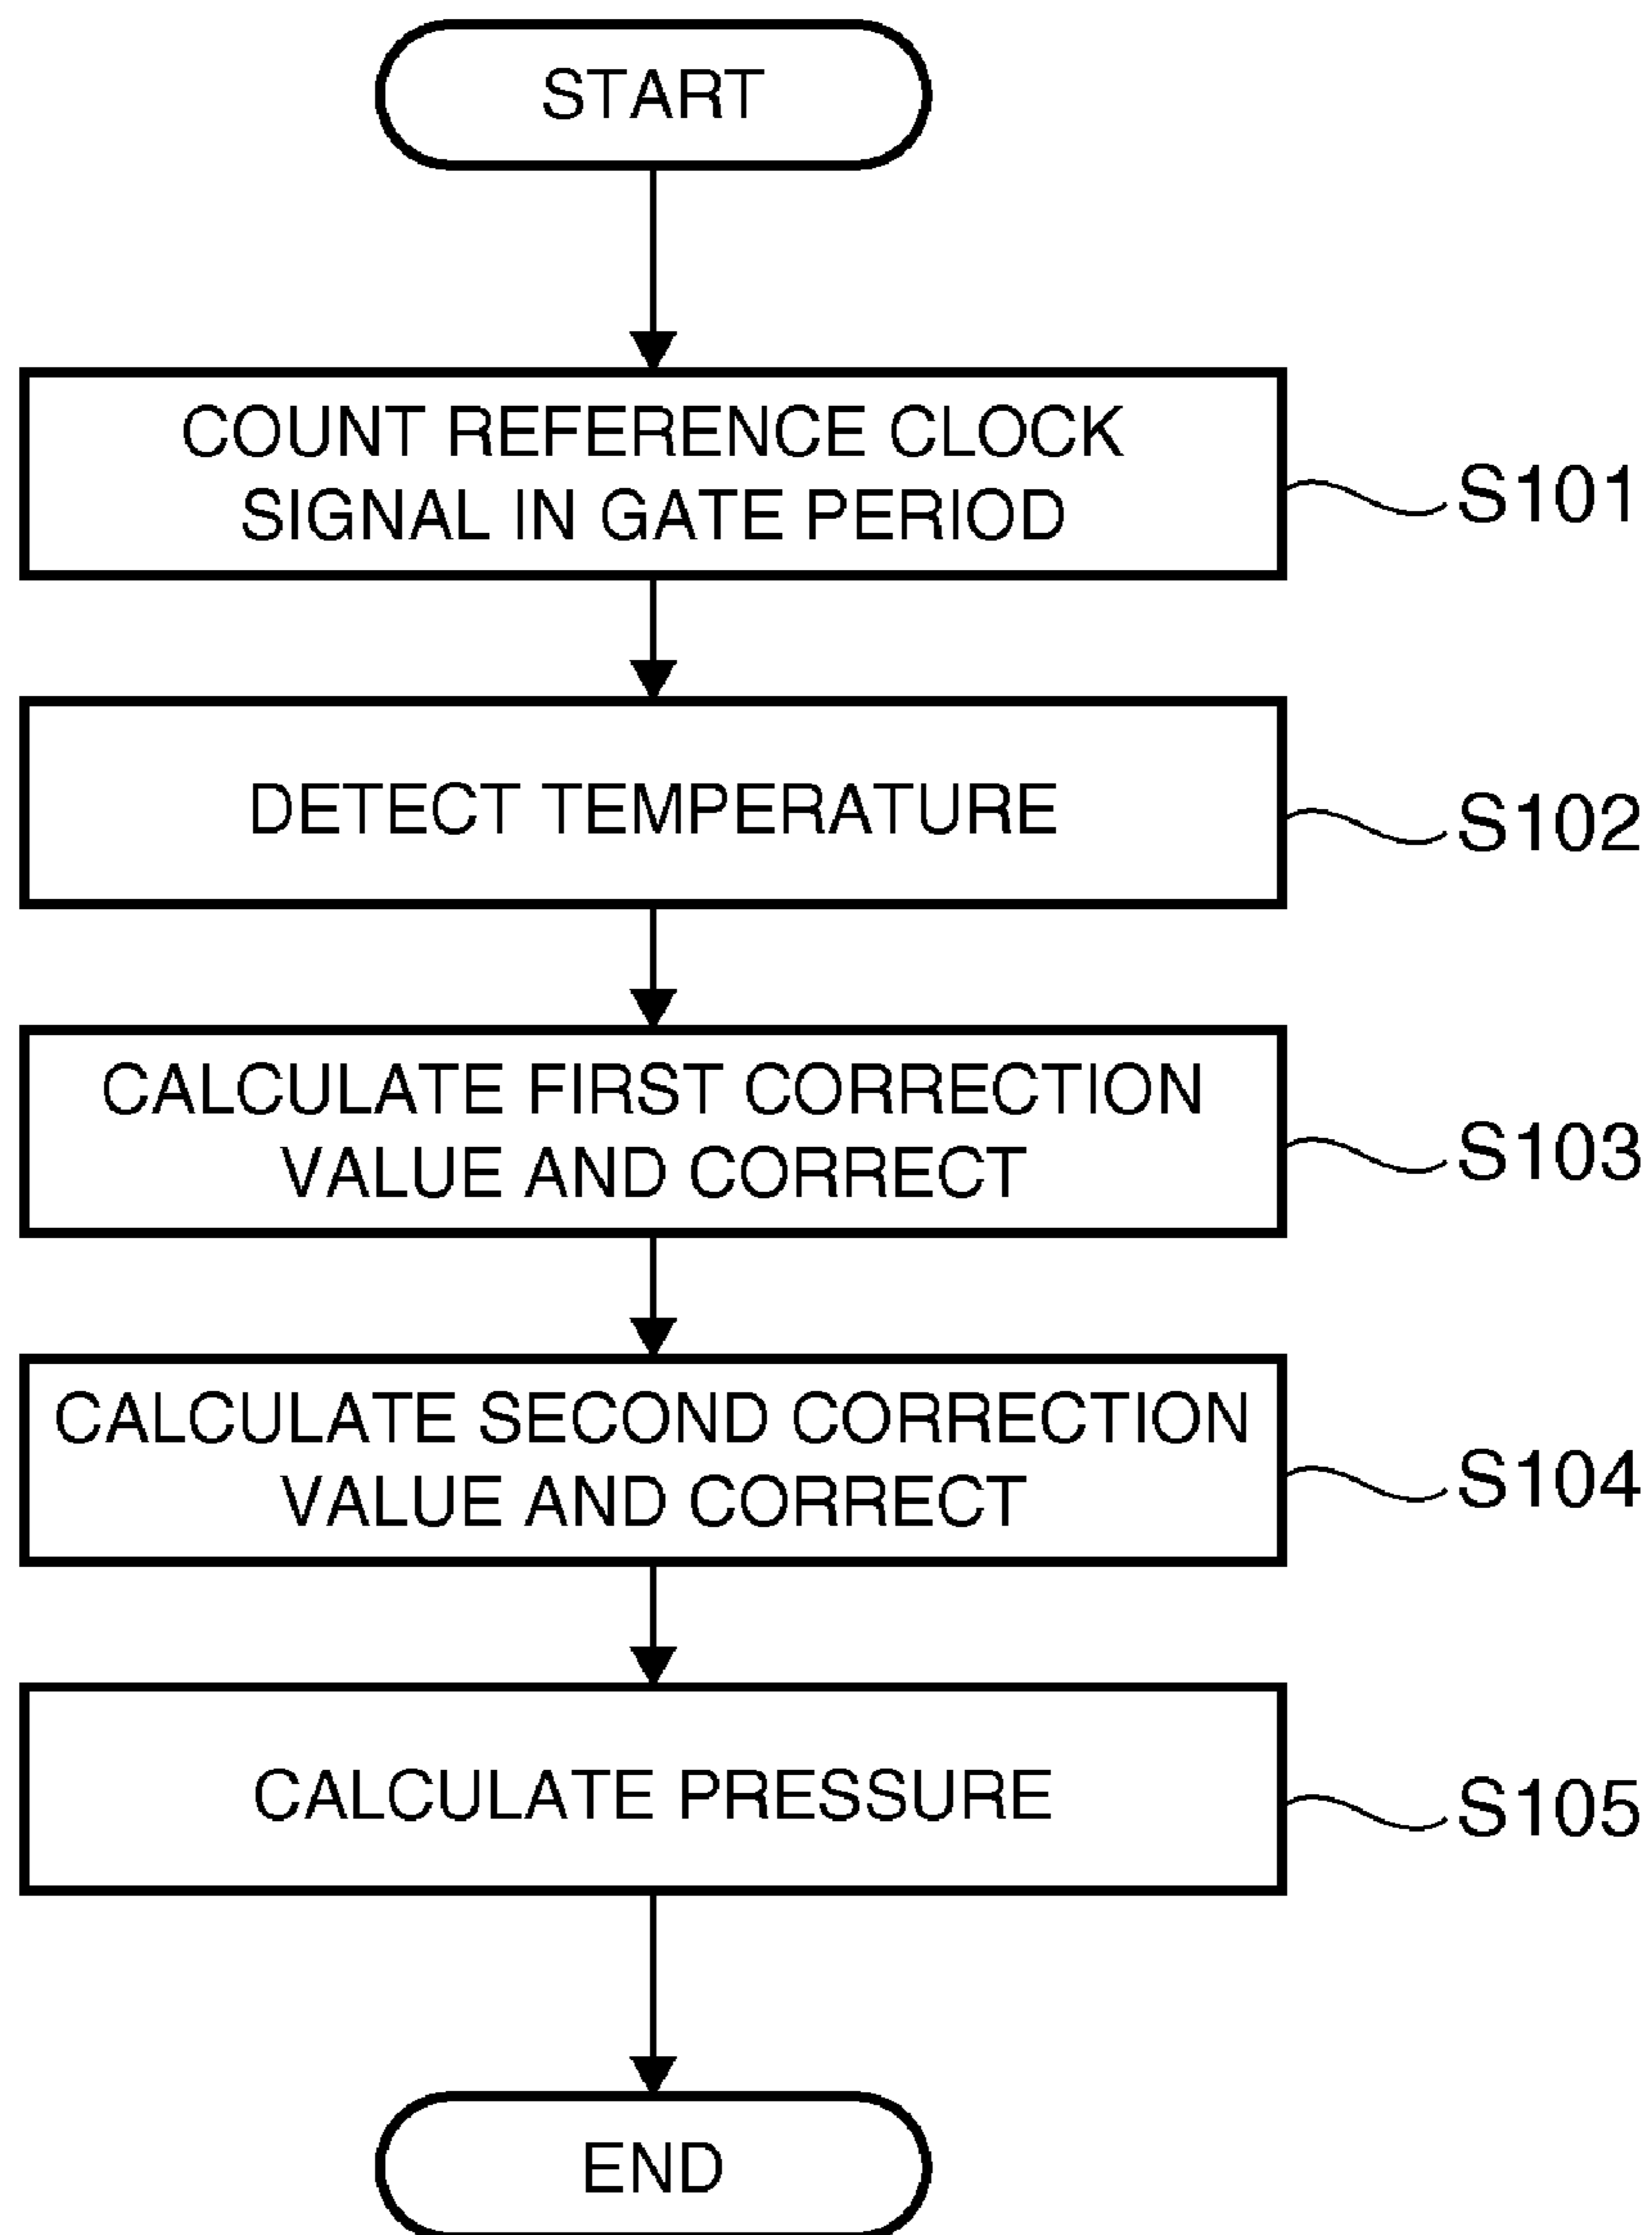 START
COUNT REFERENCE CLOCK
SIGNAL IN GATE PERIOD
S101
DETECT TEMPERATURE
S102
CALCULATE FIRST CORRECTION
VALUE AND CORRECT
S103
CALCULATE SECOND CORRECTION
VALUE AND CORRECT
S104
CALCULATE PRESSURE
S105
END